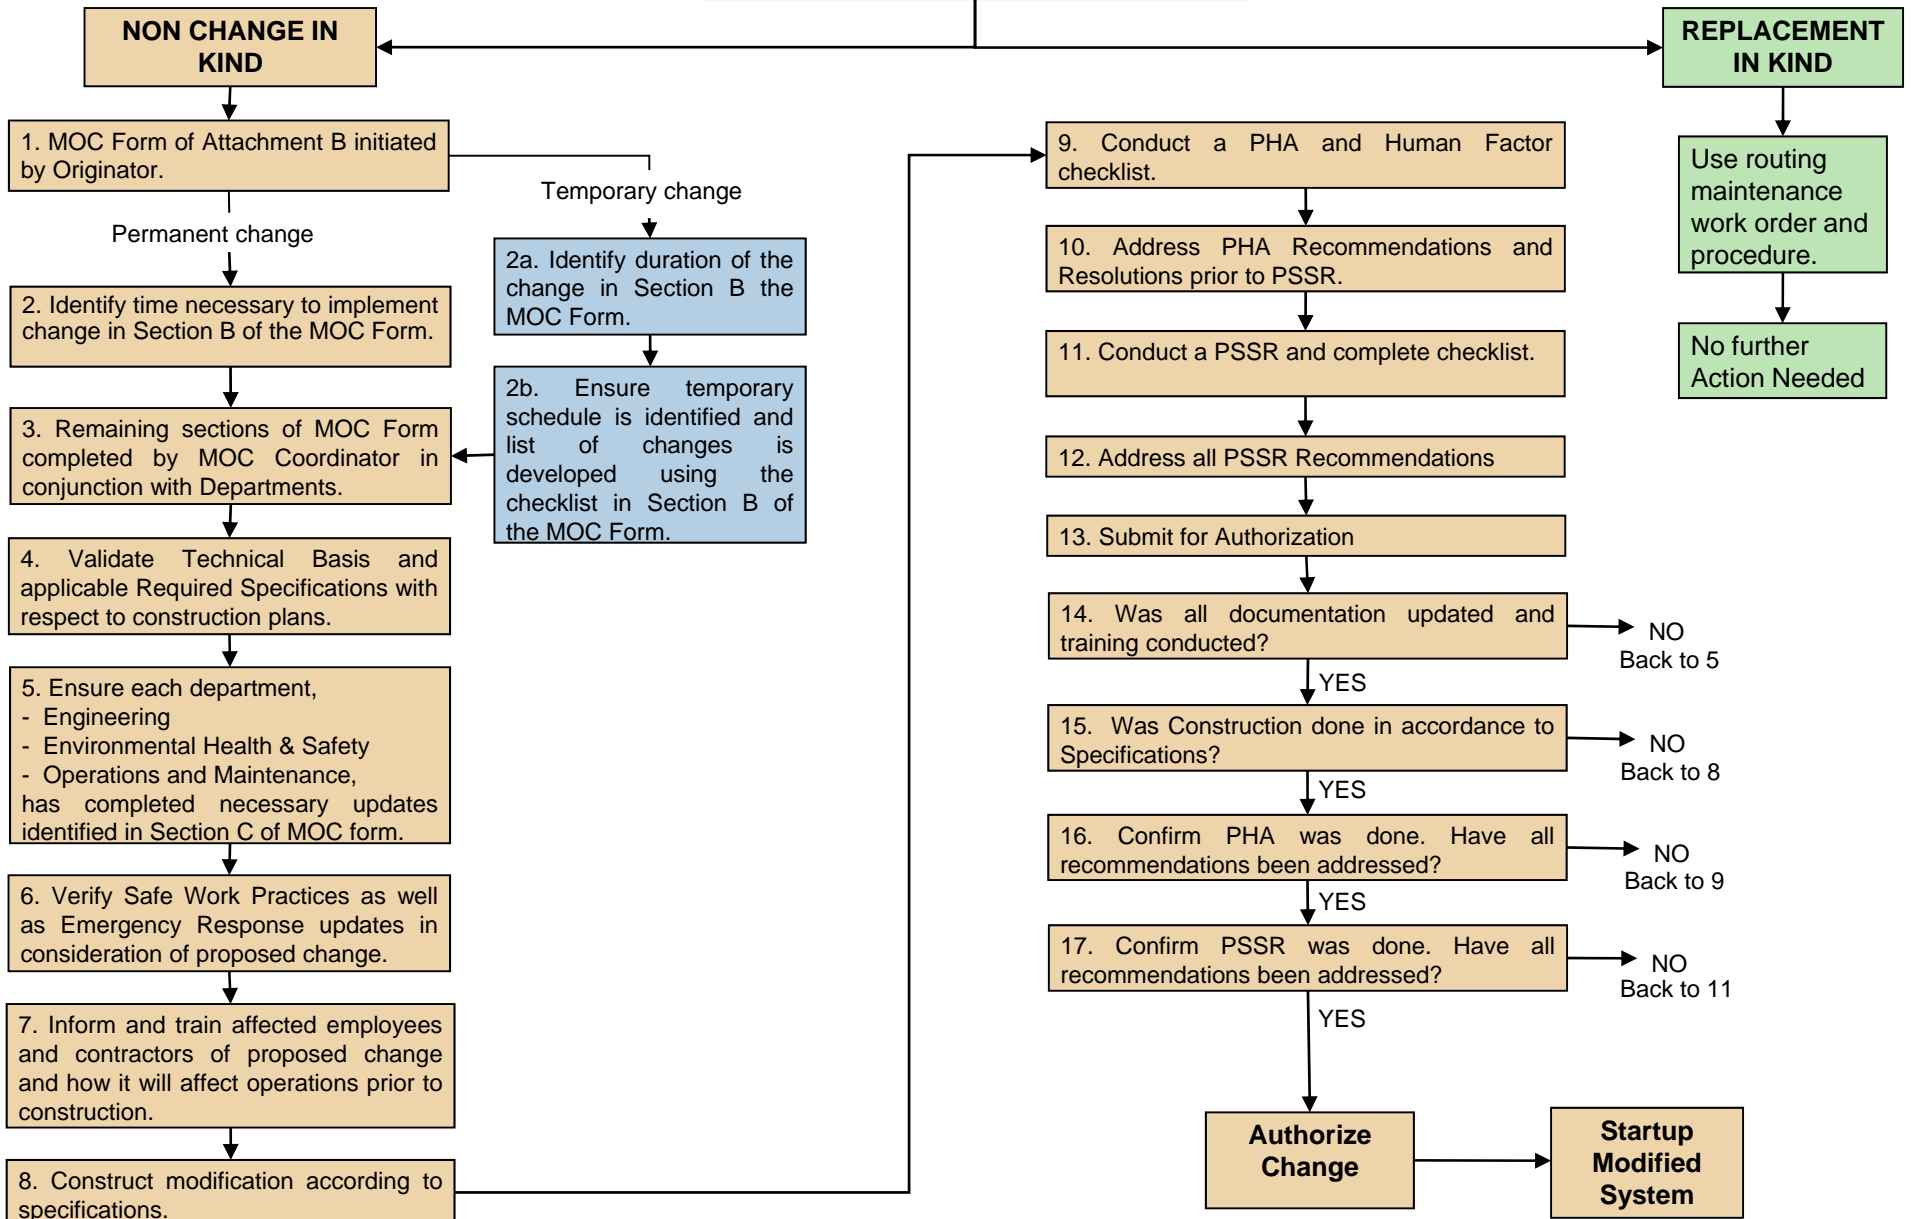 NON CHANGE IN
KIND
REPLACEMENT
IN KIND
1. MOC Form of Attachment B initiated
by Originator.
Temporary change
Permanent change
2a. Identify duration of the
change in Section B the
MOC Form.
2. Identify time necessary to implement
change in Section B of the MOC Form.
2b. Ensure temporary
schedule is identified and
list of changes is
developed using the
checklist in Section B of
the MOC Form.
3. Remaining sections of MOC Form
completed by MOC Coordinator in
conjunction with Departments.
4. Validate Technical Basis and
applicable Required Specifications with
respect to construction plans.
5. Ensure each department,
- Engineering
- Environmental Health & Safety
- Operations and Maintenance,
has completed necessary updates
identified in Section C of MOC form.
6. Verify Safe Work Practices as well
as Emergency Response updates in
consideration of proposed change.
7. Inform and train affected employees
and contractors of proposed change
and how it will affect operations prior to
construction.
8. Construct modification according to
specifications.
9. Conduct a PHA and Human Factor
checklist.
10. Address PHA Recommendations and
Resolutions prior to PSSR.
11. Conduct a PSSR and complete checklist.
12. Address all PSSR Recommendations
13. Submit for Authorization
14. Was all documentation updated and
training conducted?
NO
Back to 5
YES
15. Was Construction done in accordance to
Specifications?
NO
Back to 8
YES
16. Confirm PHA was done. Have all
recommendations been addressed?
NO
Back to 9
YES
17. Confirm PSSR was done. Have all
recommendations been addressed?
NO
Back to 11
YES
Authorize
Change
Startup
Modified
System
Use routing
maintenance
work order and
procedure.
No further
Action Needed